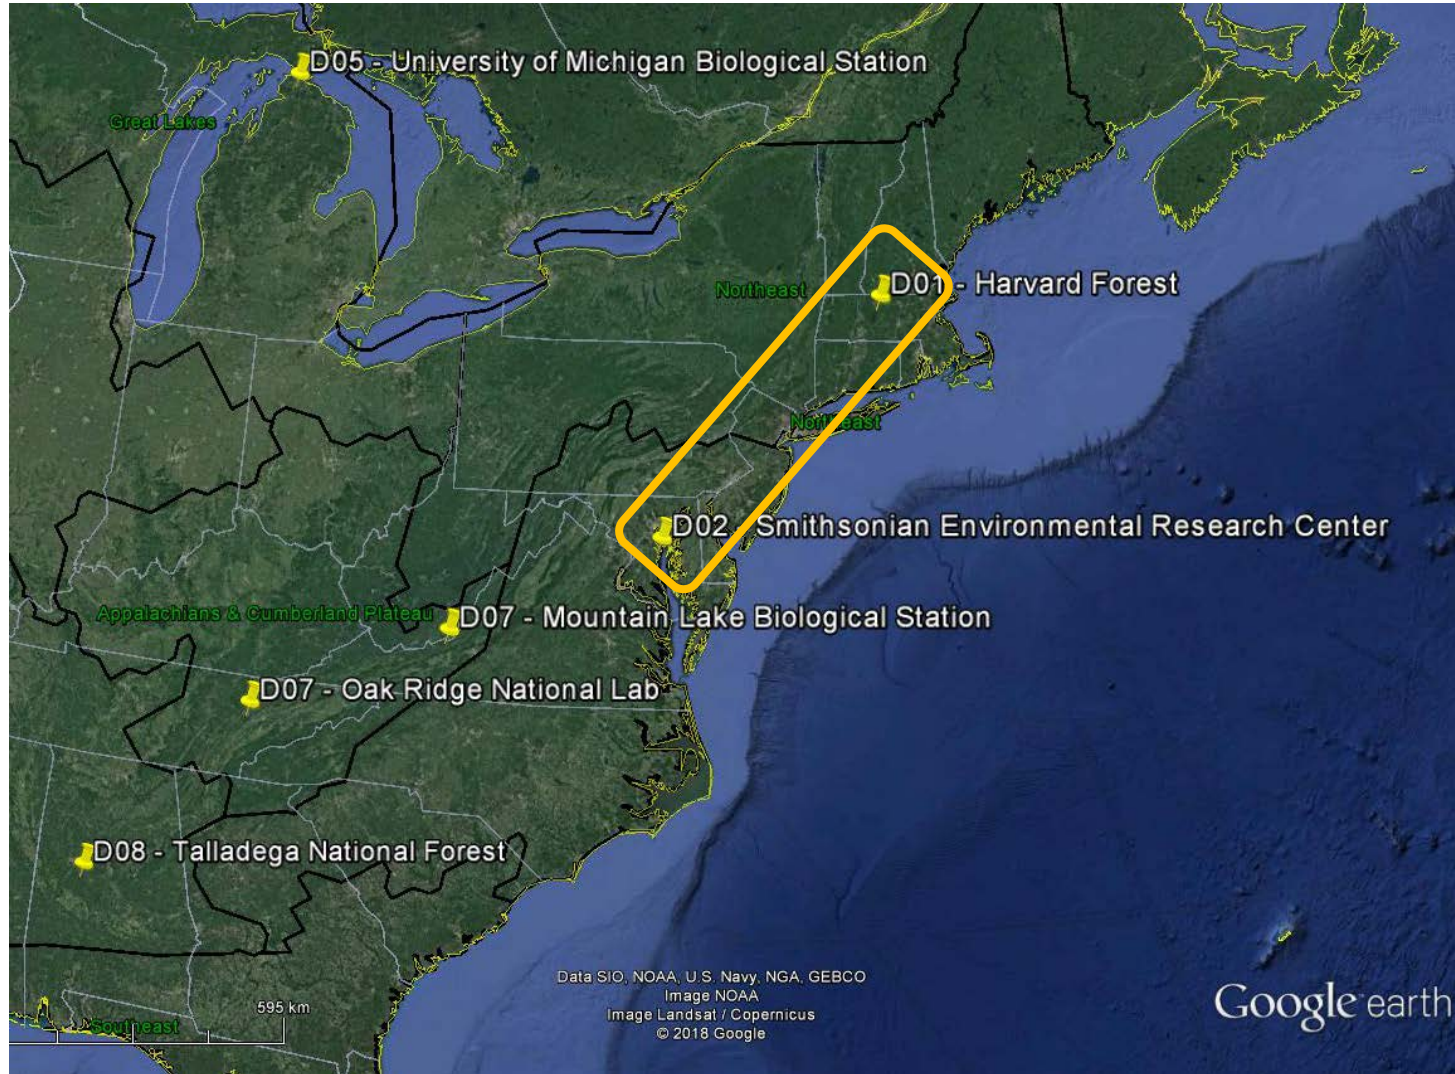 D05 - University of Michigan Biological Station
Great Lakes
Northeast
D01 - Harvard Forest
Northeast
D02 - Smithsonian Environmental Research Center
Appalachians & Cumberland Plateau
D07 - Mountain Lake Biological Station
D07 - Oak Ridge National Lab
D08 - Talladega National Forest
Data SIO, NOAA, U.S. Navy, NGA, GEBCO
Image NOAA
Image Landsat / Copernicus
© 2018 Google
595 km
Southeast
Google earth